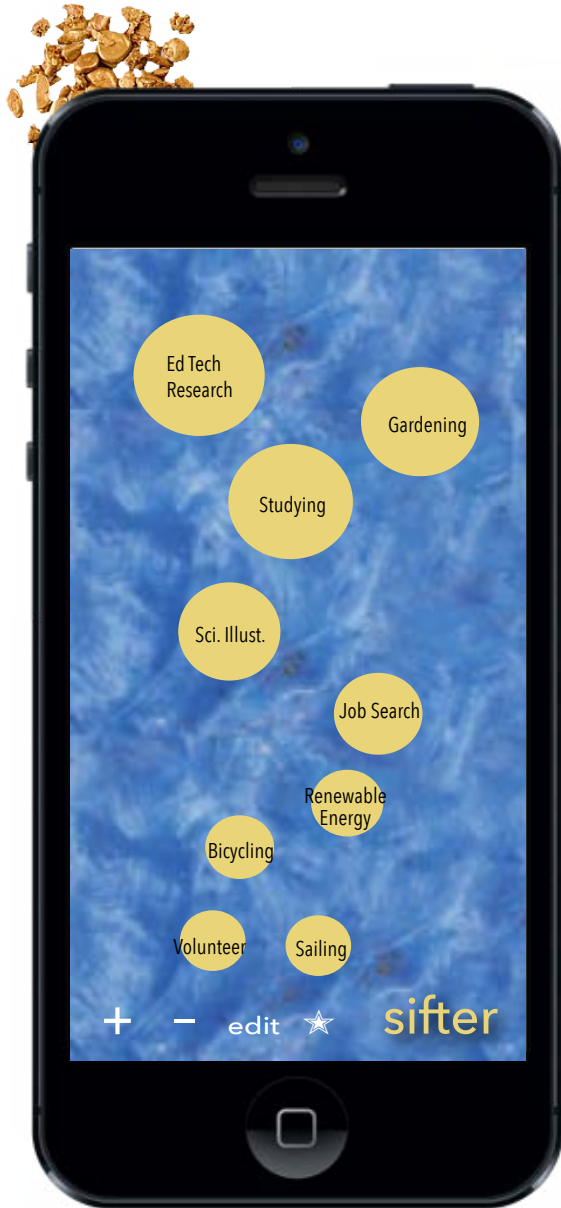 Ed Tech
Research
Gardening
Studying
Sci. Illust.
Job Search
Renewable
Energy
Bicycling
Volunteer
Sailing
+ − edit ☆ sifter